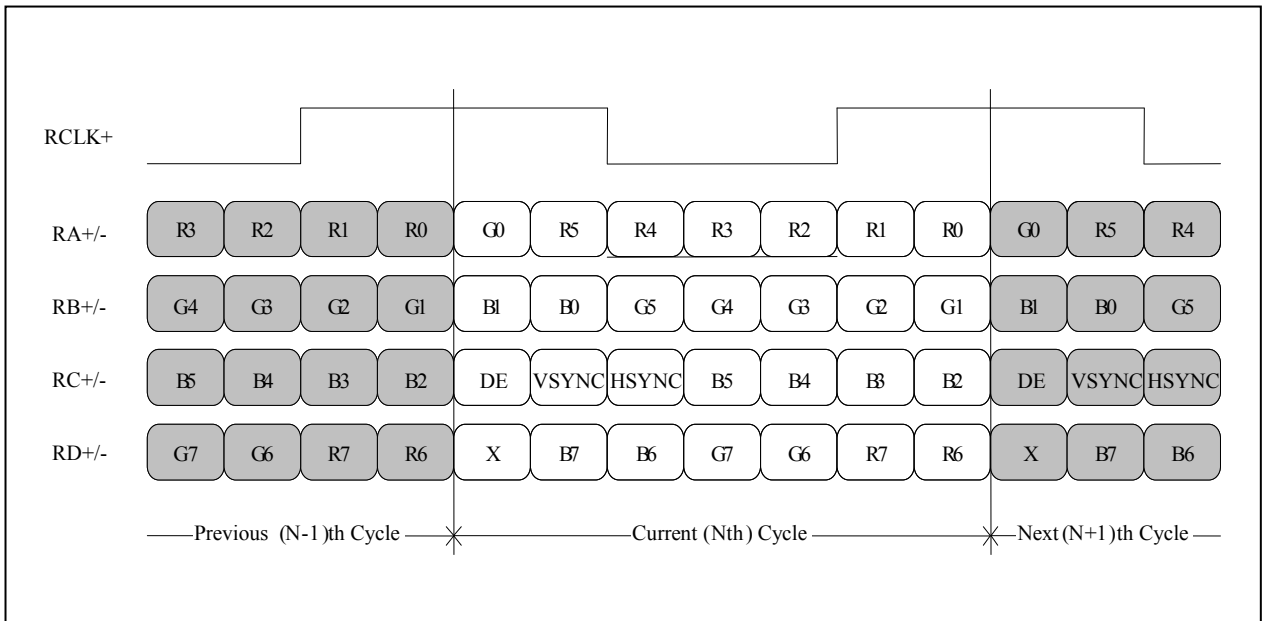 RCLK+
RA+/- R3 R2 R1 R0 G0 R5 R4 R3 R2 R1 R0 G0 R5 R4
RB+/- G4 G3 G2 G1 B1 B0 G5 G4 G3 G2 G1 B1 B0 G5
RC+/- B5 B4 B3 B2 DE VSYNC HSYNC B5 B4 B3 B2 DE VSYNC HSYNC
RD+/- G7 G6 R7 R6 X B7 B6 G7 G6 R7 R6 X B7 B6
Previous (N-1)th Cycle Current (Nth) Cycle Next (N+1)th Cycle